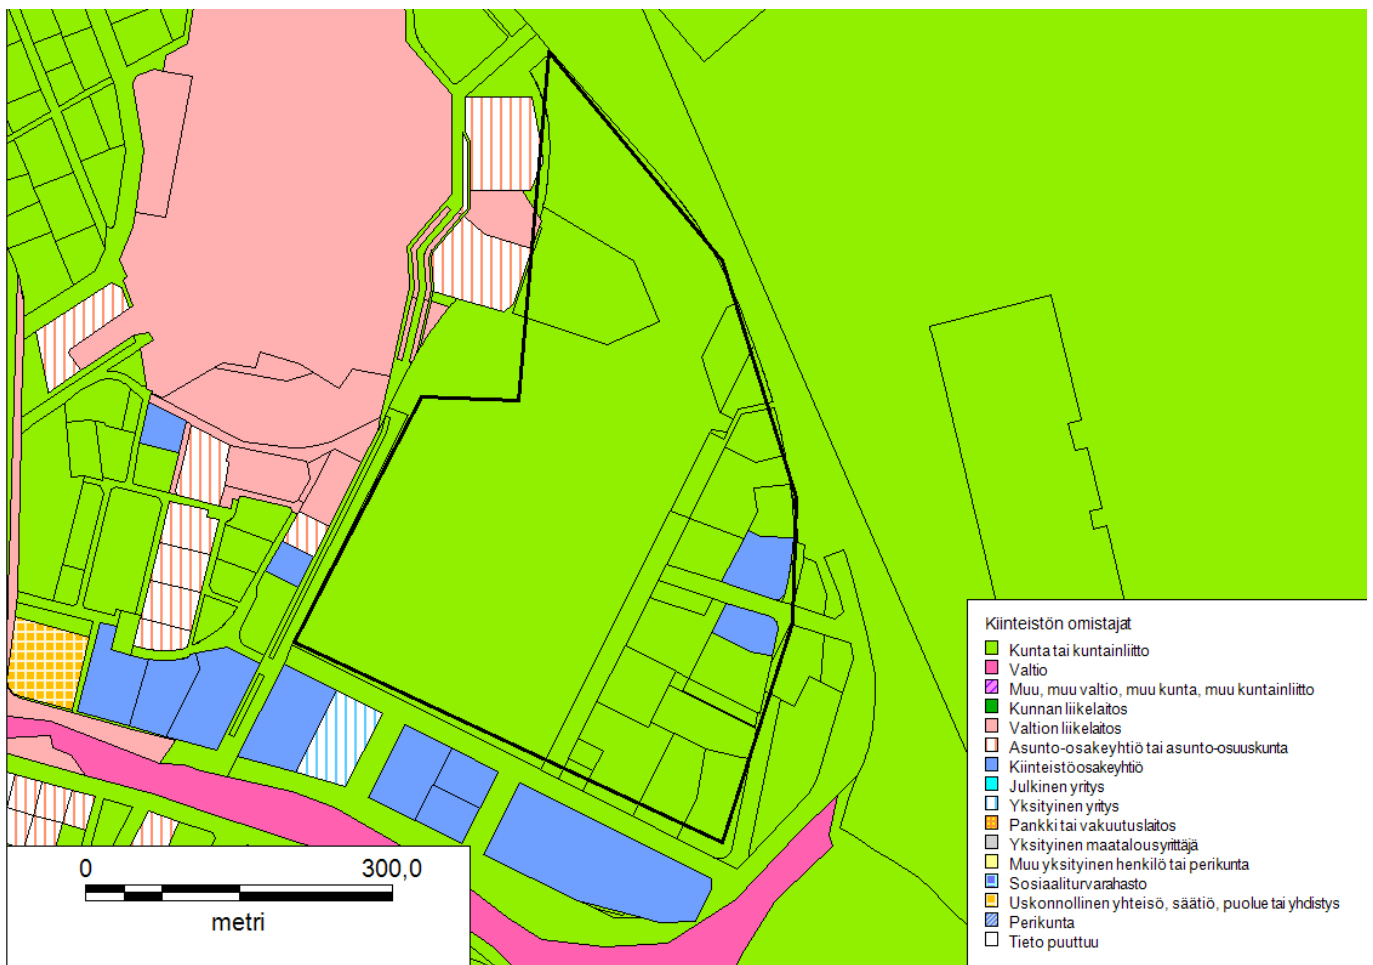 Kiinteistön omistajat
Kunta tai kuntainliitto
Valtio
Muu, muu valtio, muu kunta, muu kuntainliitto
Kunnan liikelaitos
Valtion liikelaitos
Asunto-osakeyhtiö tai asunto-osuuskunta
Kiinteistöosakeyhtiö
Julkinen yritys
Yksityinen yritys
Pankki tai vakuutuslaitos
Yksityinen maatalousyrittäjä
Muu yksityinen henkilö tai perikunta
Sosiaaliturvarahasto
Uskonnollinen yhteisö, säätiö, puolue tai yhdistys
Perikunta
Tieto puuttuu
0 300,0
metri